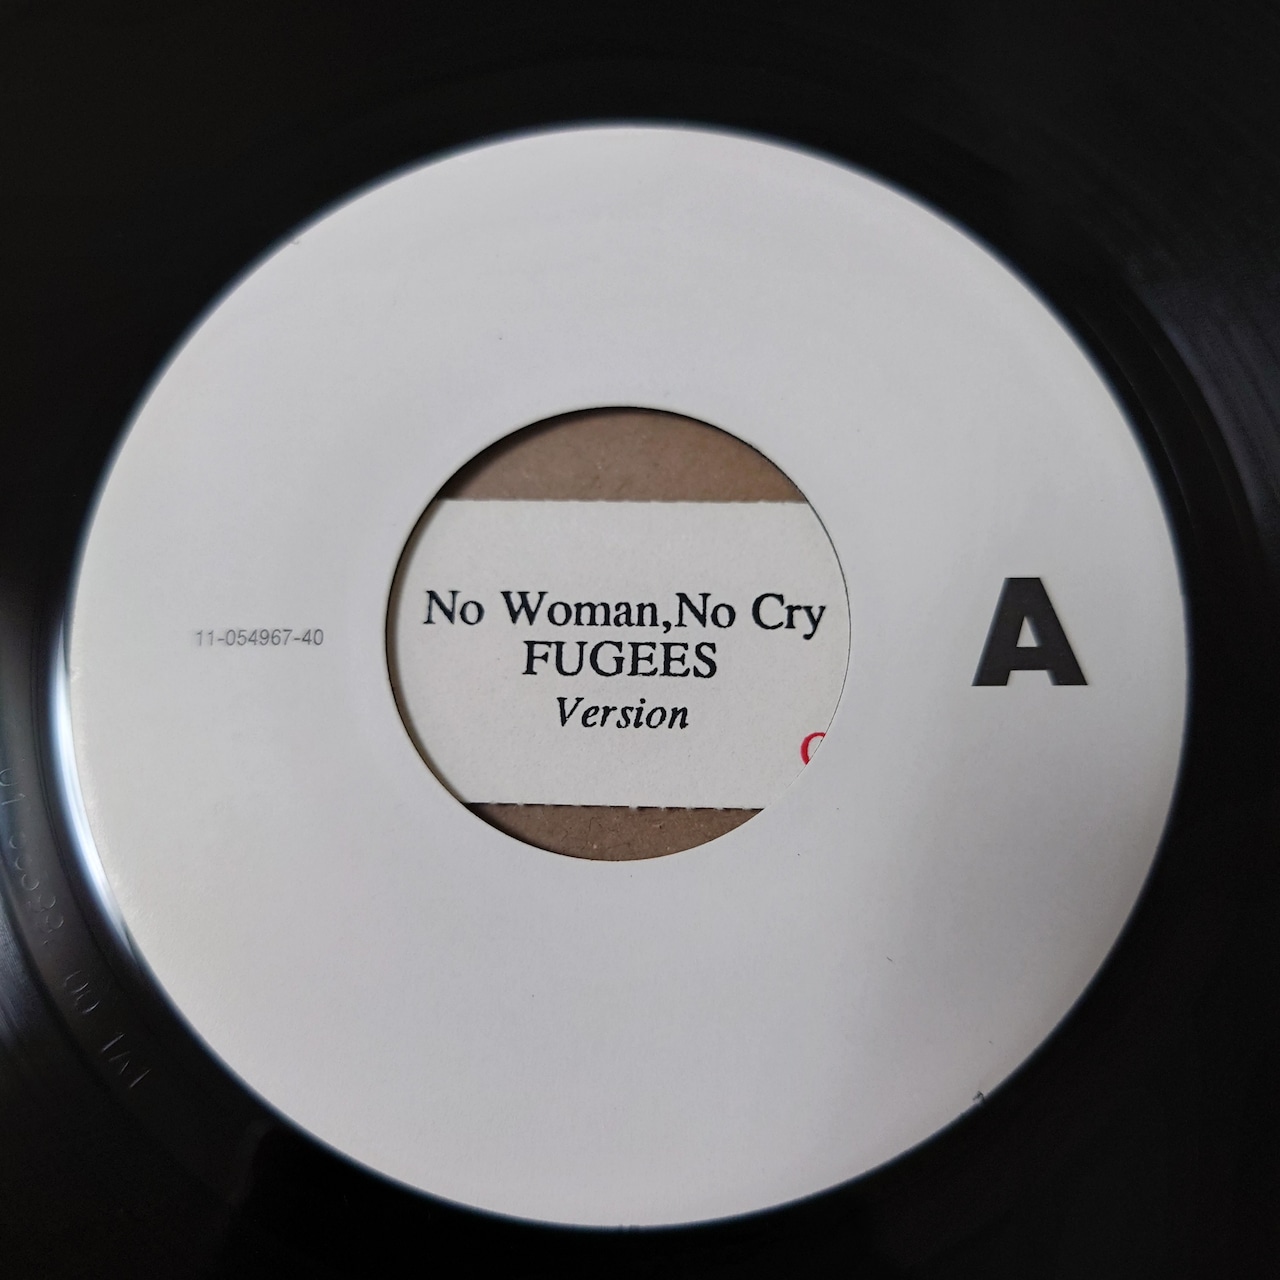 No Woman,No Cry
FUGEES
Version
11-054967-40
A